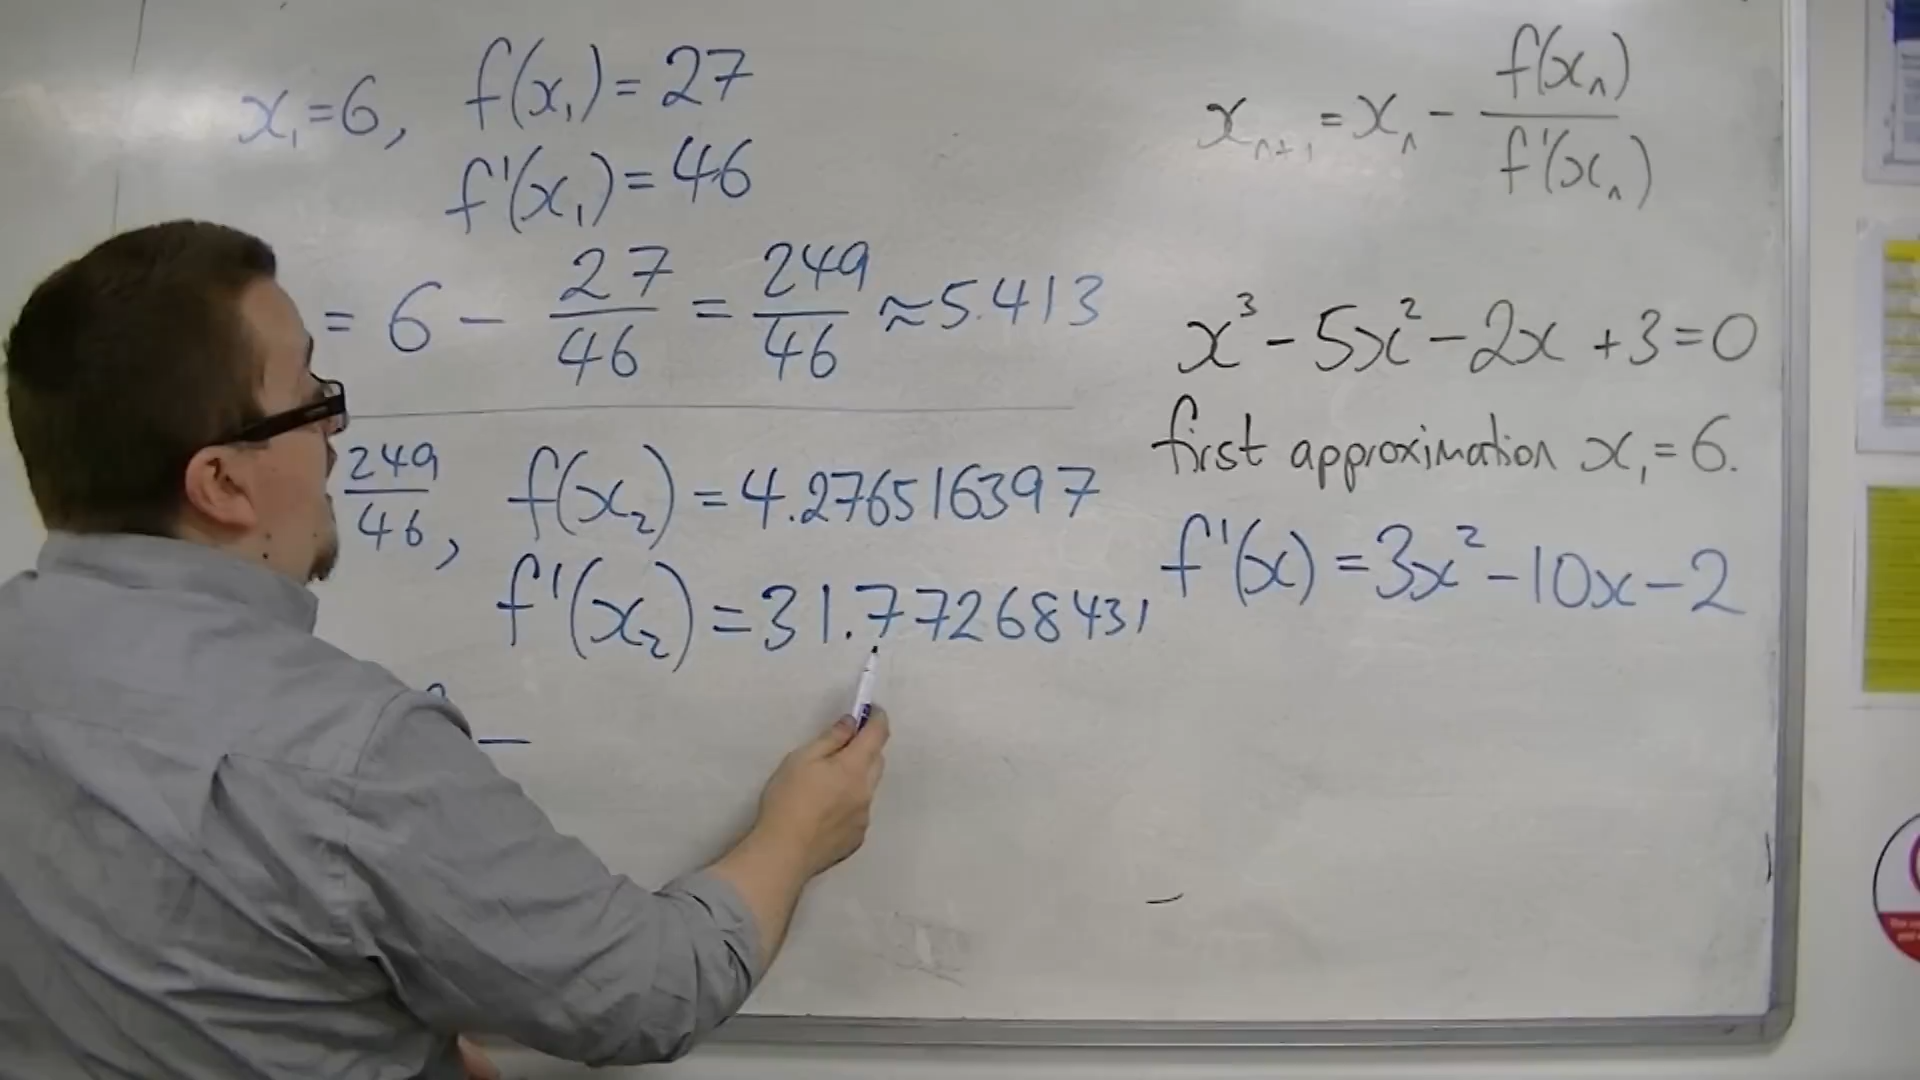 x₁=6, f(x₁)=27
f'(x₁)=46
= 6 - 27/46 = 249/46 ≈5.413
249/46, f(x₂)=4.276516397
f'(x₂)=31.77268431
-
xₙ₊₁=xₙ- f(xₙ)/f'(xₙ)
x³-5x²-2x+3=0
first approximation x₁=6.
f'(x)=3x²-10x-2